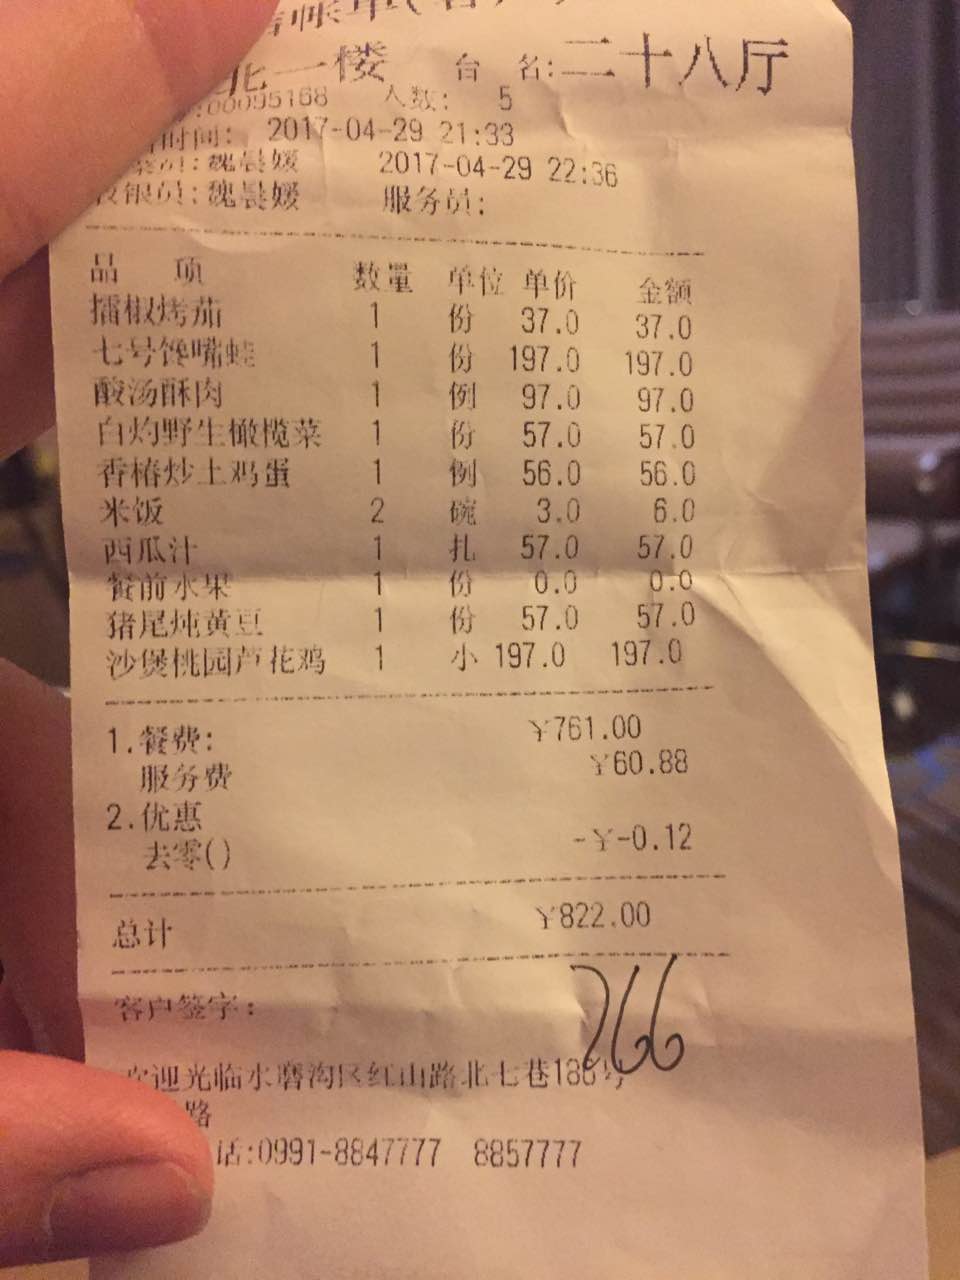 北一楼 台 名:二十八厅
:00095168 人数: 5
时间: 2017-04-29 21:33
员:魏晨媛 2017-04-29 22:36
收银员:魏晨媛 服务员:
品 项 数量 单位 单价 金额
擂椒烤茄 1 份 37.0 37.0
七号馋嘴蛙 1 份 197.0 197.0
酸汤酥肉 1 例 97.0 97.0
白灼野生橄榄菜 1 份 57.0 57.0
香椿炒土鸡蛋 1 例 56.0 56.0
米饭 2 碗 3.0 6.0
西瓜汁 1 扎 57.0 57.0
餐前水果 1 份 0.0 0.0
猪尾炖黄豆 1 份 57.0 57.0
沙煲桃园芦花鸡 1 小 197.0 197.0
1.餐费: ¥761.00
服务费 ¥60.88
2.优惠
去零() -¥-0.12
总计 ¥822.00
客户签字:
766
欢迎光临水磨沟区红山路北七巷186号
路
话:0991-8847777 8857777